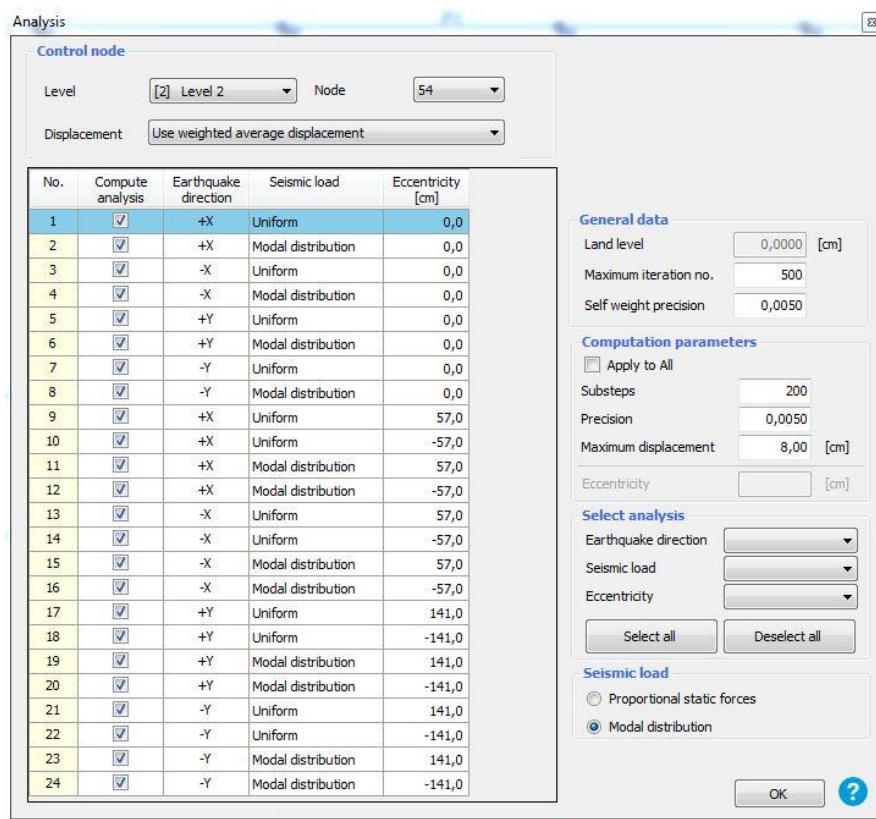 Analysis
Control node
Level [2] Level 2 Node 54
Displacement Use weighted average displacement
No. Compute analysis Earthquake direction Seismic load Eccentricity [cm]
1 +X Uniform 0,0
2 +X Modal distribution 0,0
3 -X Uniform 0,0
4 -X Modal distribution 0,0
5 +Y Uniform 0,0
6 +Y Modal distribution 0,0
7 -Y Uniform 0,0
8 -Y Modal distribution 0,0
9 +X Uniform 57,0
10 +X Uniform -57,0
11 +X Modal distribution 57,0
12 +X Modal distribution -57,0
13 -X Uniform 57,0
14 -X Uniform -57,0
15 -X Modal distribution 57,0
16 -X Modal distribution -57,0
17 +Y Uniform 141,0
18 +Y Uniform -141,0
19 +Y Modal distribution 141,0
20 +Y Modal distribution -141,0
21 -Y Uniform 141,0
22 -Y Uniform -141,0
23 -Y Modal distribution 141,0
24 -Y Modal distribution -141,0
General data
Land level 0,0000 [cm]
Maximum iteration no. 500
Self weight precision 0,0050
Computation parameters
Apply to All
Substeps 200
Precision 0,0050
Maximum displacement 8,00 [cm]
Eccentricity [cm]
Select analysis
Earthquake direction
Seismic load
Eccentricity
Select all Deselect all
Seismic load
Proportional static forces
Modal distribution
OK ?